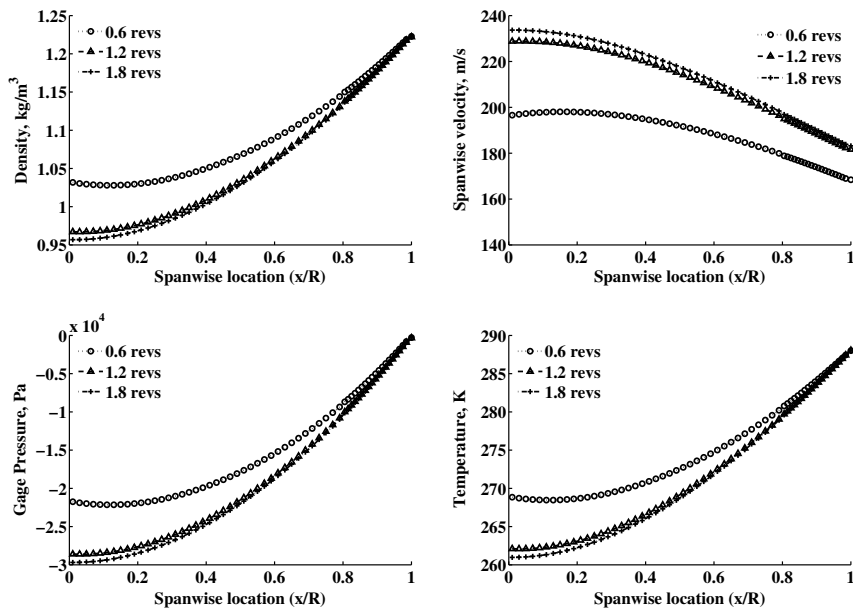 1.25
1.2
1.15
1.1
1.05
1
0.95
Density, kg/m³
0.6 revs
1.2 revs
1.8 revs
0 0.2 0.4 0.6 0.8 1
Spanwise location (x/R)
240
220
200
180
160
140
Spanwise velocity, m/s
0.6 revs
1.2 revs
1.8 revs
0 0.2 0.4 0.6 0.8 1
Spanwise location (x/R)
x 10⁴
0
−0.5
−1
−1.5
−2
−2.5
−3
Gage Pressure, Pa
0.6 revs
1.2 revs
1.8 revs
0 0.2 0.4 0.6 0.8 1
Spanwise location (x/R)
290
285
280
275
270
265
260
Temperature, K
0.6 revs
1.2 revs
1.8 revs
0 0.2 0.4 0.6 0.8 1
Spanwise location (x/R)